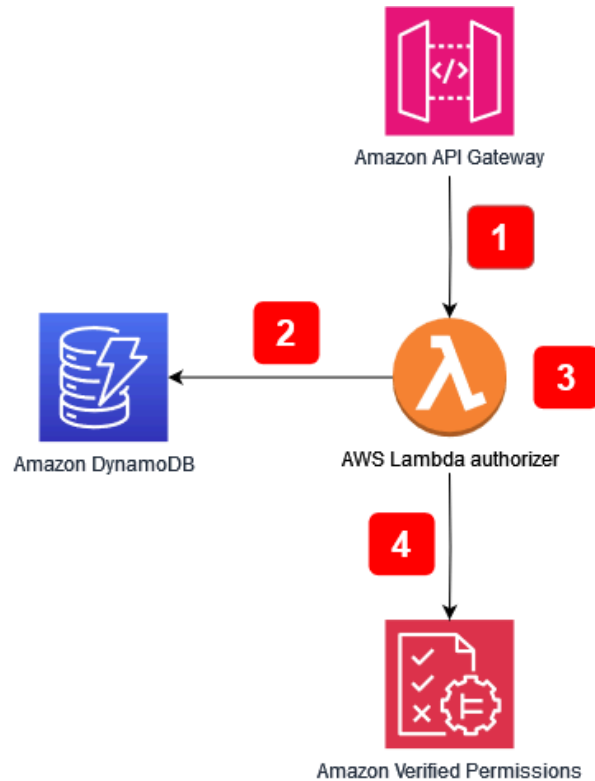 </>
Amazon API Gateway
1
2
3
Amazon DynamoDB
AWS Lambda authorizer
4
Amazon Verified Permissions